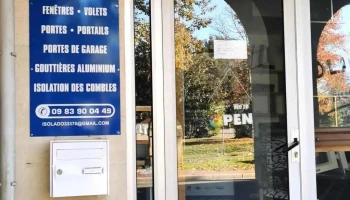 FENÊTRES • VOLETS
PORTES • PORTAILS
PORTES DE GARAGE
GOUTTIÈRES ALUMINIUM
ISOLATION DES COMBLES
09 83 90 04 49
PEN